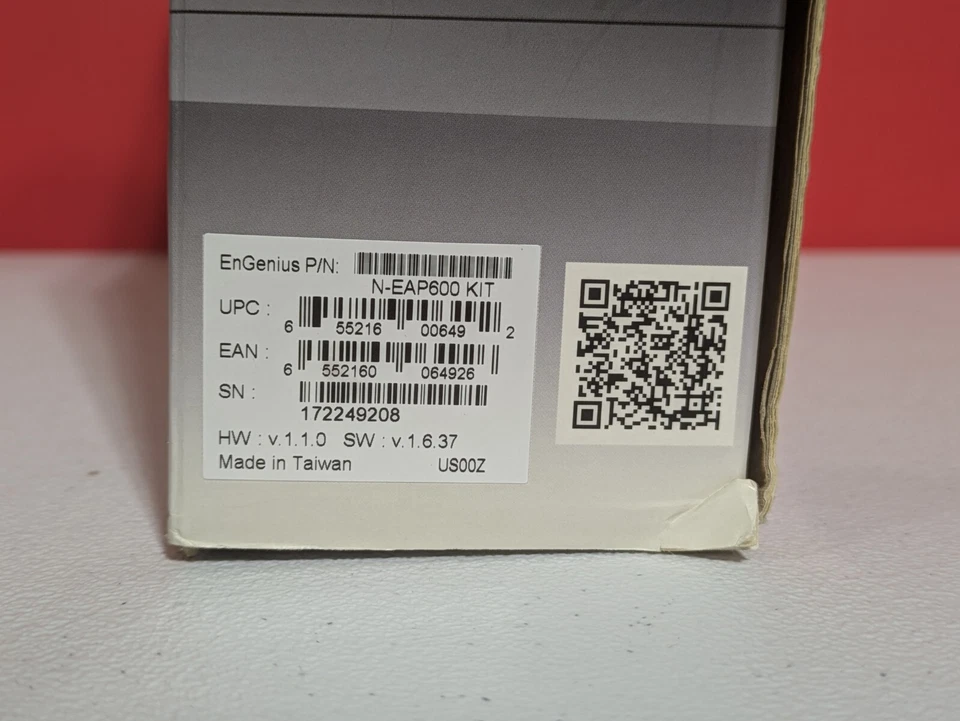 EnGenius P/N:
N-EAP600 KIT
UPC :
6 55216 00649 2
EAN :
6 552160 064926
SN :
172249208
HW : v.1.1.0 SW : v.1.6.37
Made in Taiwan US00Z